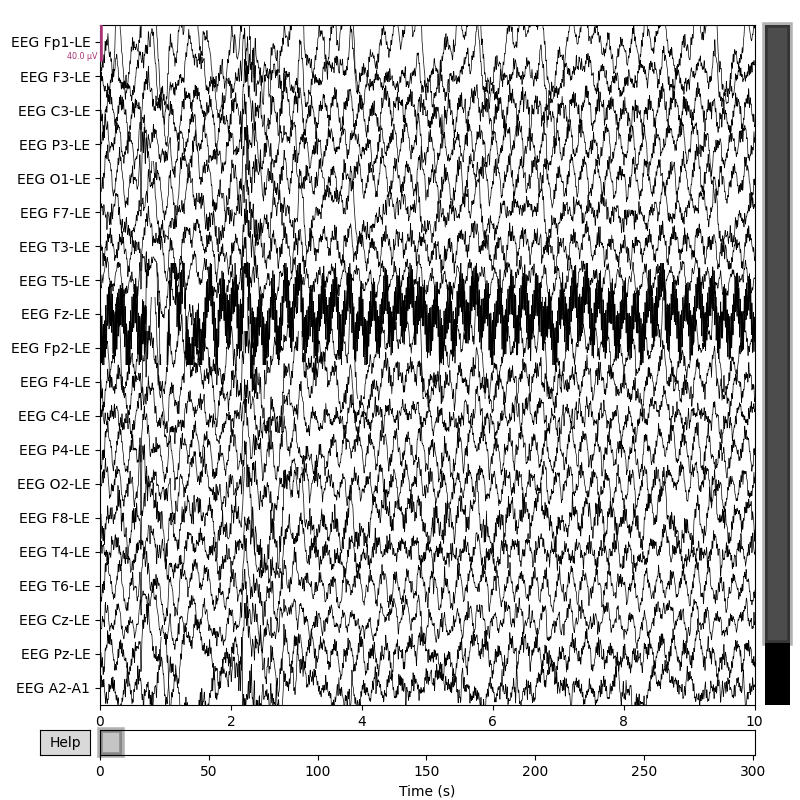 EEG Fp1-LE
40.0 µV
EEG F3-LE
EEG C3-LE
EEG P3-LE
EEG O1-LE
EEG F7-LE
EEG T3-LE
EEG T5-LE
EEG Fz-LE
EEG Fp2-LE
EEG F4-LE
EEG C4-LE
EEG P4-LE
EEG O2-LE
EEG F8-LE
EEG T4-LE
EEG T6-LE
EEG Cz-LE
EEG Pz-LE
EEG A2-A1
0 2 4 6 8 10
Help
0 50 100 150 200 250 300
Time (s)